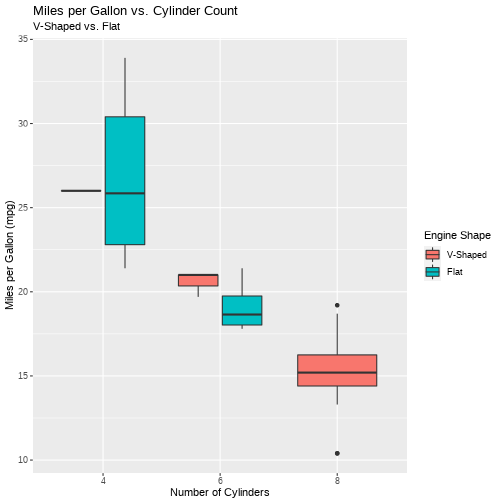 Miles per Gallon vs. Cylinder Count
V-Shaped vs. Flat
35
30
25
20
15
10
Miles per Gallon (mpg)
4
6
8
Number of Cylinders
Engine Shape
V-Shaped
Flat